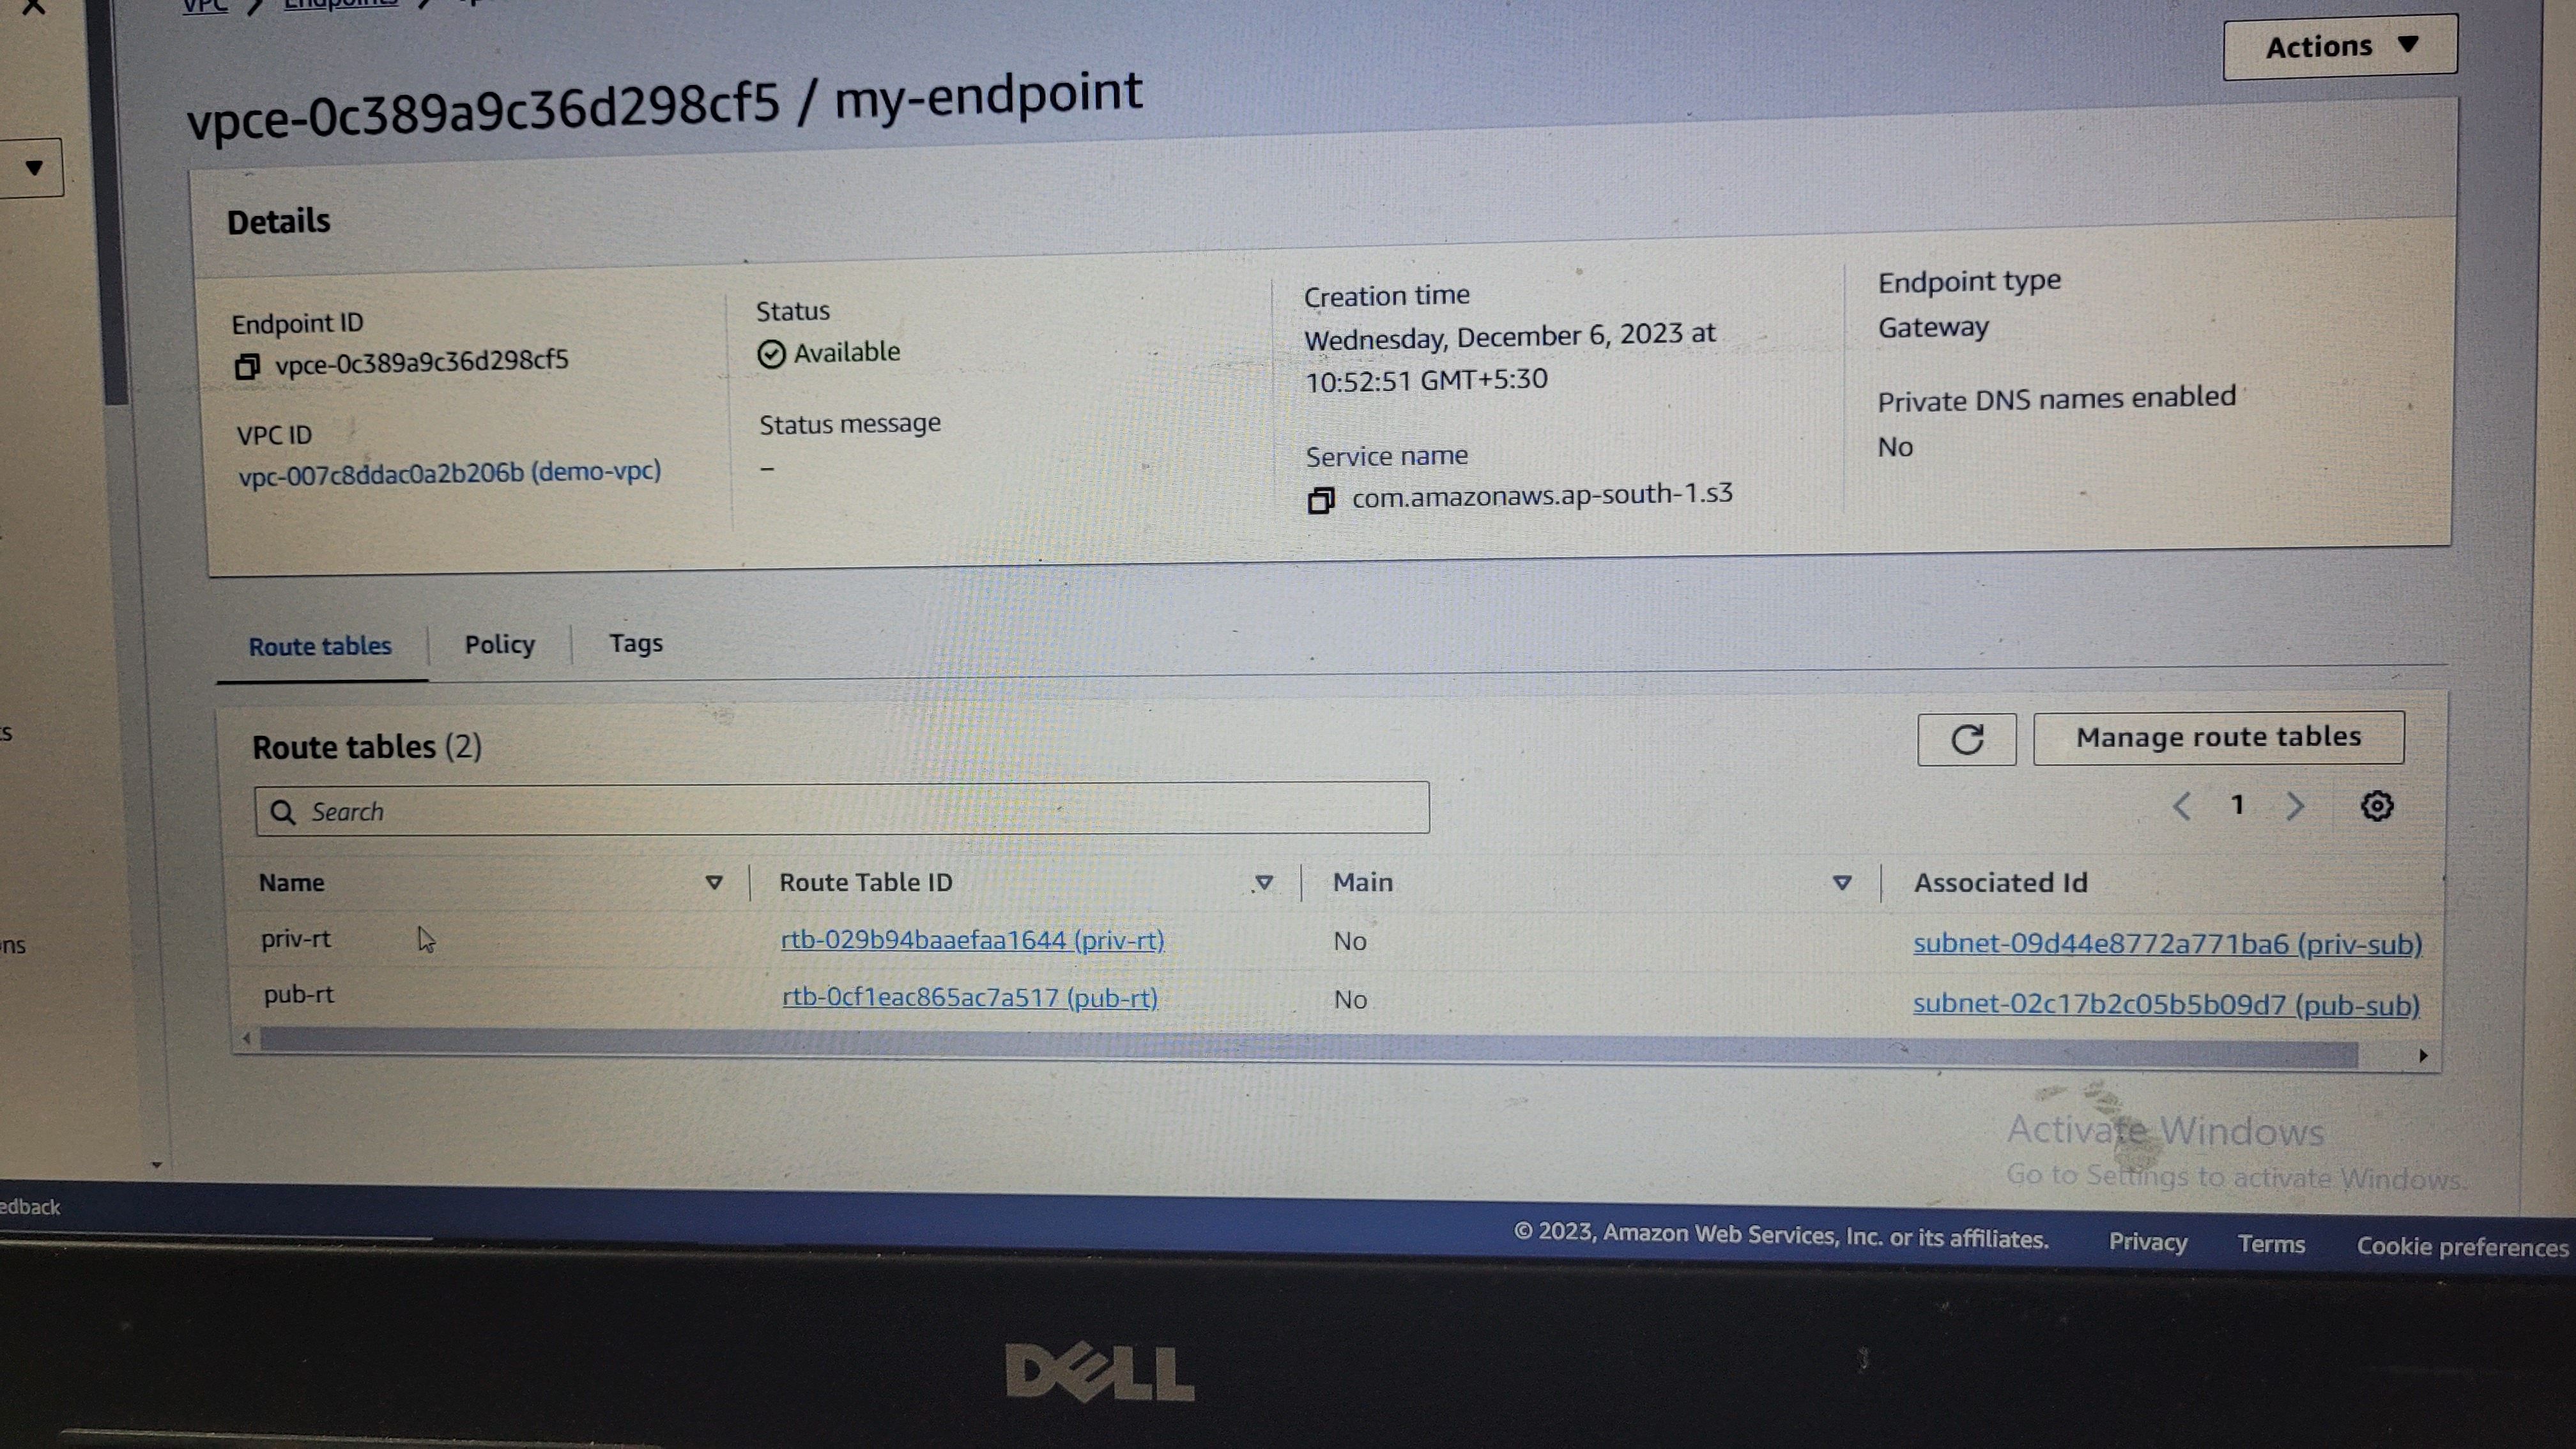 VPC > Endpoints >
Actions
vpce-0c389a9c36d298cf5 / my-endpoint
Details
Endpoint ID
vpce-0c389a9c36d298cf5
VPC ID
vpc-007c8ddac0a2b206b (demo-vpc)
Status
Available
Status message
–
Creation time
Wednesday, December 6, 2023 at
10:52:51 GMT+5:30
Service name
com.amazonaws.ap-south-1.s3
Endpoint type
Gateway
Private DNS names enabled
No
Route tables Policy Tags
Route tables (2)
Manage route tables
Search
1
Name Route Table ID Main Associated Id
priv-rt rtb-029b94baaefaa1644 (priv-rt) No subnet-09d44e8772a771ba6 (priv-sub)
pub-rt rtb-0cf1eac865ac7a517 (pub-rt) No subnet-02c17b2c05b5b09d7 (pub-sub)
Activate Windows
Go to Settings to activate Windows.
edback
© 2023, Amazon Web Services, Inc. or its affiliates. Privacy Terms Cookie preferences
DELL